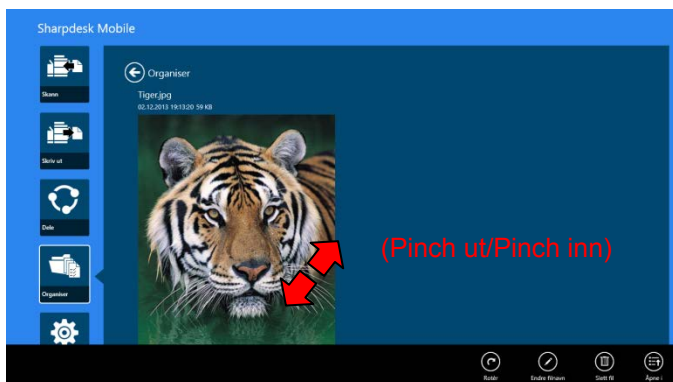 Sharpdesk Mobile
Skann
Skriv ut
Dele
Organiser
Organiser
Tiger.jpg
02.12.2013 19:13:20 59 KB
(Pinch ut/Pinch inn)
Rotér
Endre filnavn
Slett fil
Åpne i